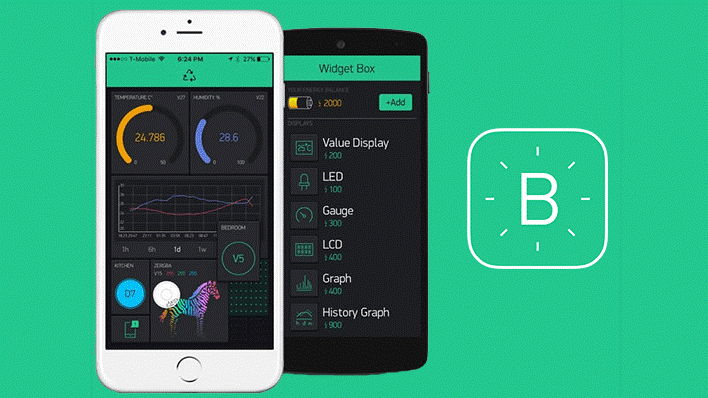 T-Mobile 6:24 PM 27%
TEMPERATURE C° V27
24.786
0 50
HUMIDITY % V22
28.6
0 100
1h 6h 1d 1w
BEDROOM
V5
KITCHEN
D7
ZERGBA
V15
Widget Box
YOUR ENERGY BALANCE
2000
+Add
DISPLAYS
Value Display
200
LED
100
Gauge
300
LCD
400
Graph
400
History Graph
900
B